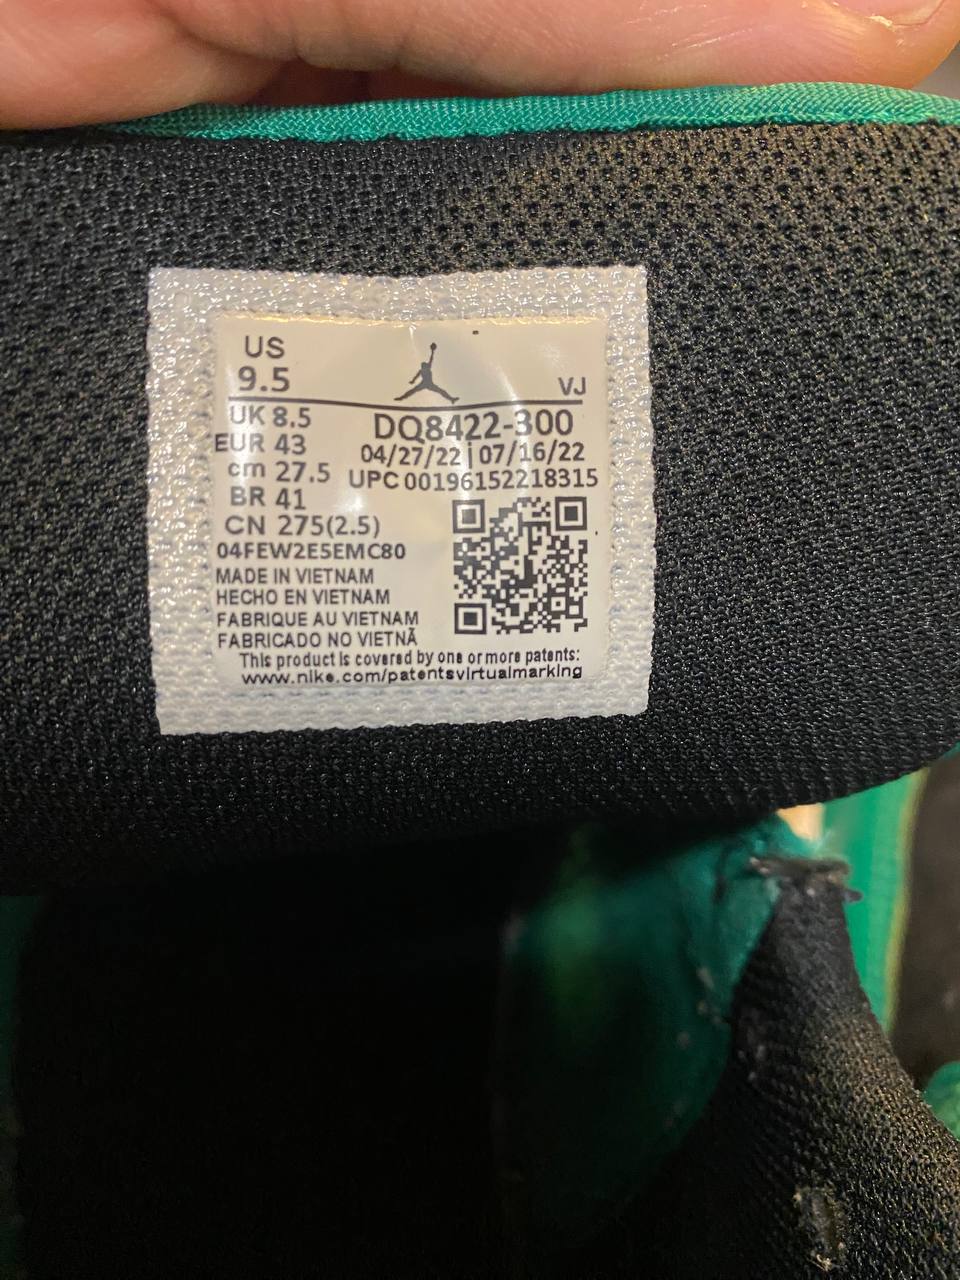 US
9.5
VJ
UK 8.5
DQ8422-300
EUR 43
04/27/22 | 07/16/22
cm 27.5
UPC 00196152218315
BR 41
CN 275(2.5)
04FEW2E5EMC80
MADE IN VIETNAM
HECHO EN VIETNAM
FABRIQUE AU VIETNAM
FABRICADO NO VIETNÃ
This product is covered by one or more patents:
www.nike.com/patentsvirtualmarking